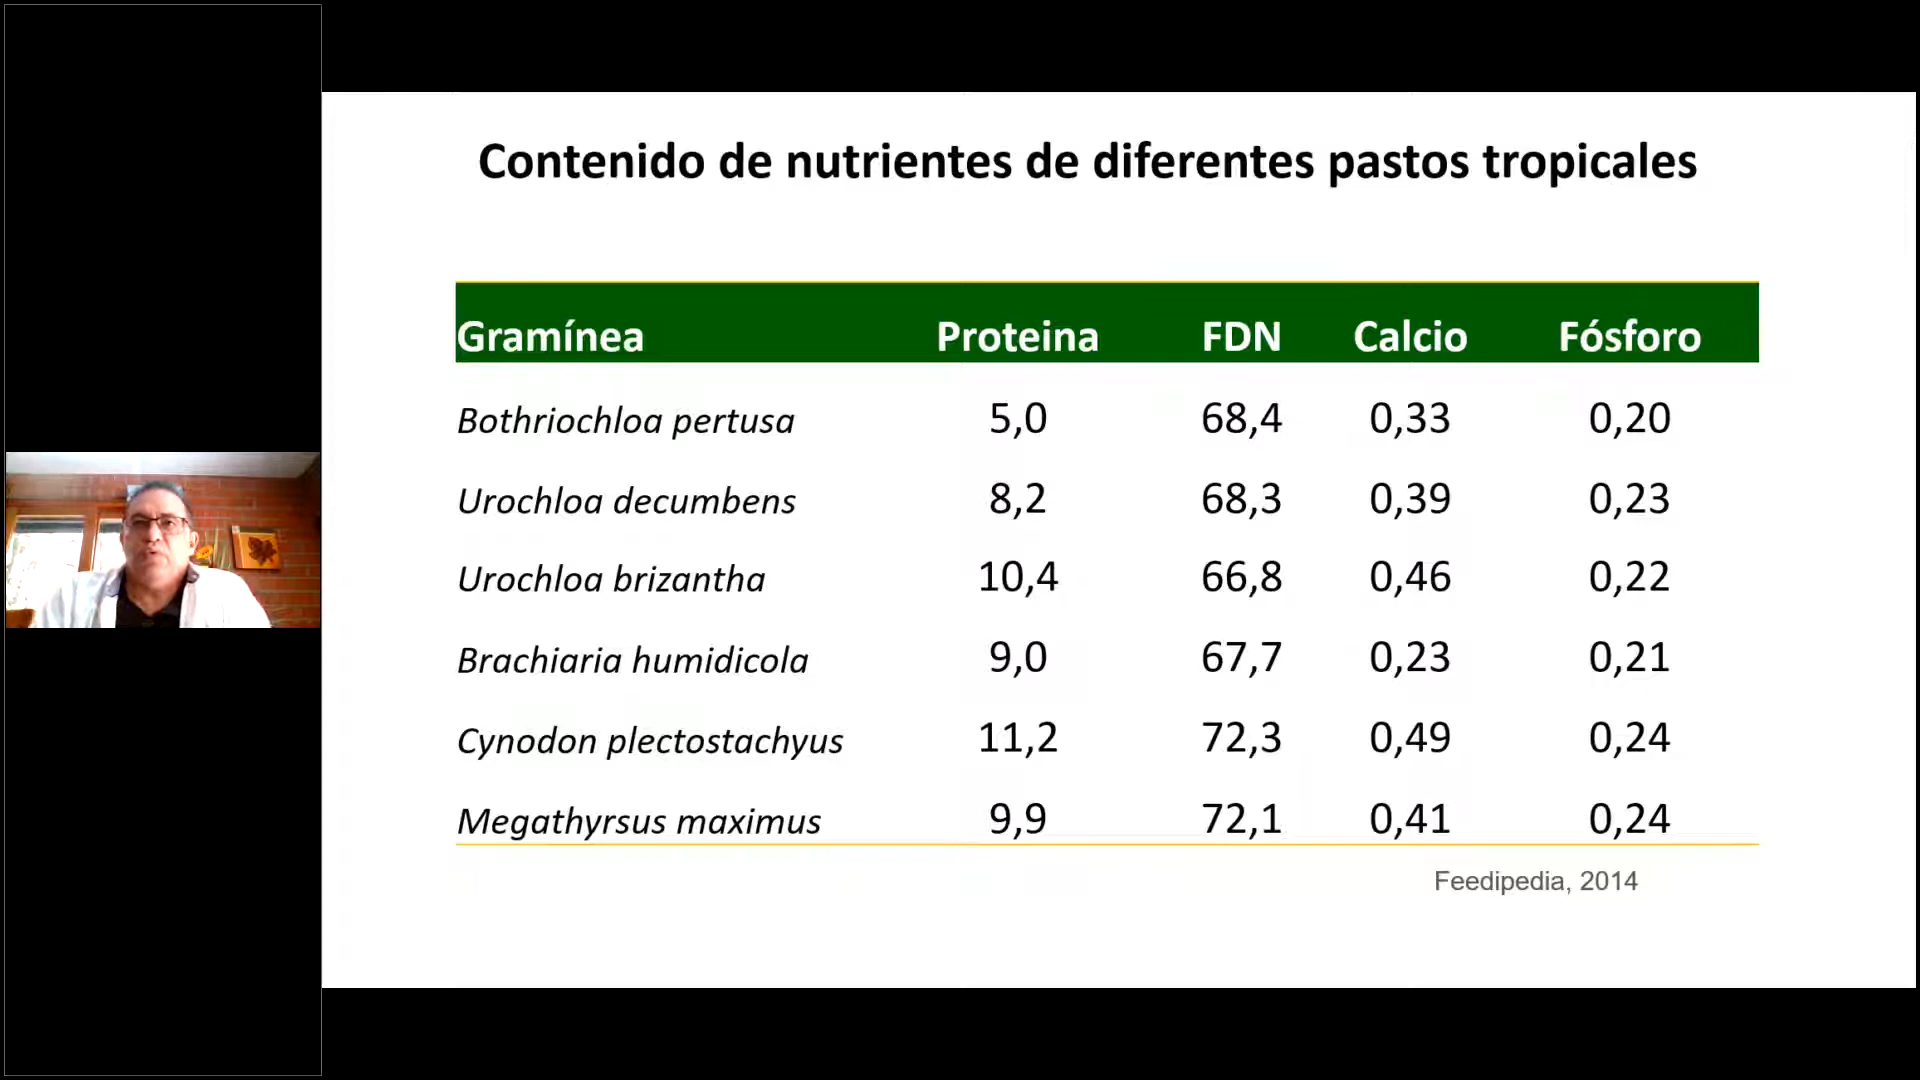 Contenido de nutrientes de diferentes pastos tropicales
Gramínea Proteina FDN Calcio Fósforo
Bothriochloa pertusa 5,0 68,4 0,33 0,20
Urochloa decumbens 8,2 68,3 0,39 0,23
Urochloa brizantha 10,4 66,8 0,46 0,22
Brachiaria humidicola 9,0 67,7 0,23 0,21
Cynodon plectostachyus 11,2 72,3 0,49 0,24
Megathyrsus maximus 9,9 72,1 0,41 0,24
Feedipedia, 2014